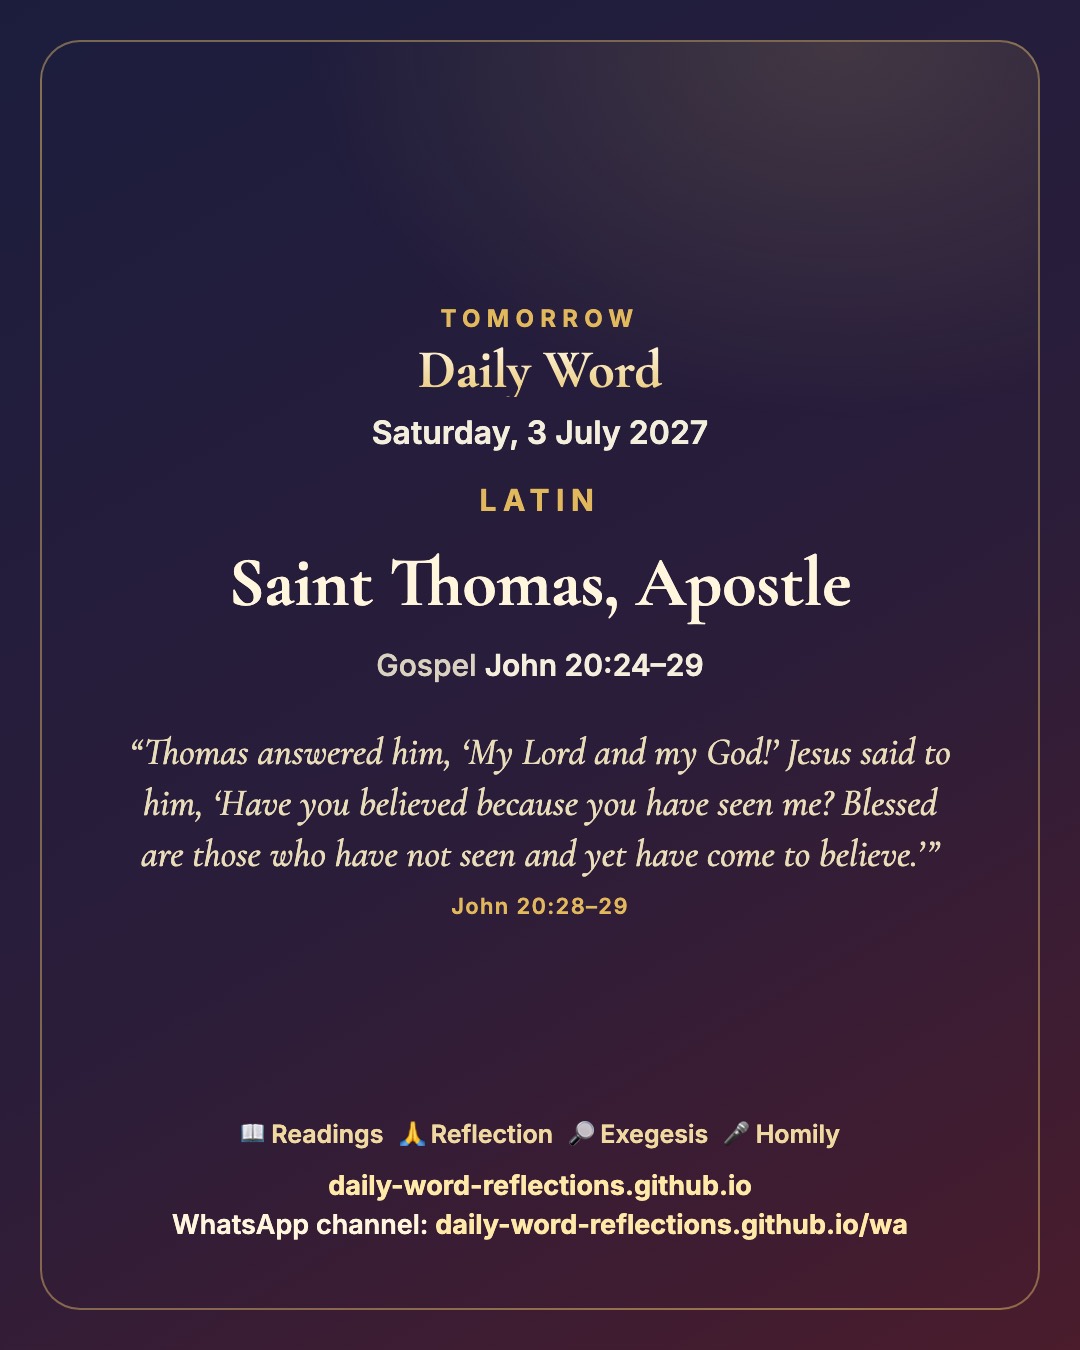 TOMORROW
Daily Word
Saturday, 3 July 2027
LATIN
Saint Thomas, Apostle
Gospel John 20:24–29
“Thomas answered him, ‘My Lord and my God!’ Jesus said to
him, ‘Have you believed because you have seen me? Blessed
are those who have not seen and yet have come to believe.’”
John 20:28–29
📖 Readings 🙏 Reflection 🔎 Exegesis 🎤 Homily
daily-word-reflections.github.io
WhatsApp channel: daily-word-reflections.github.io/wa